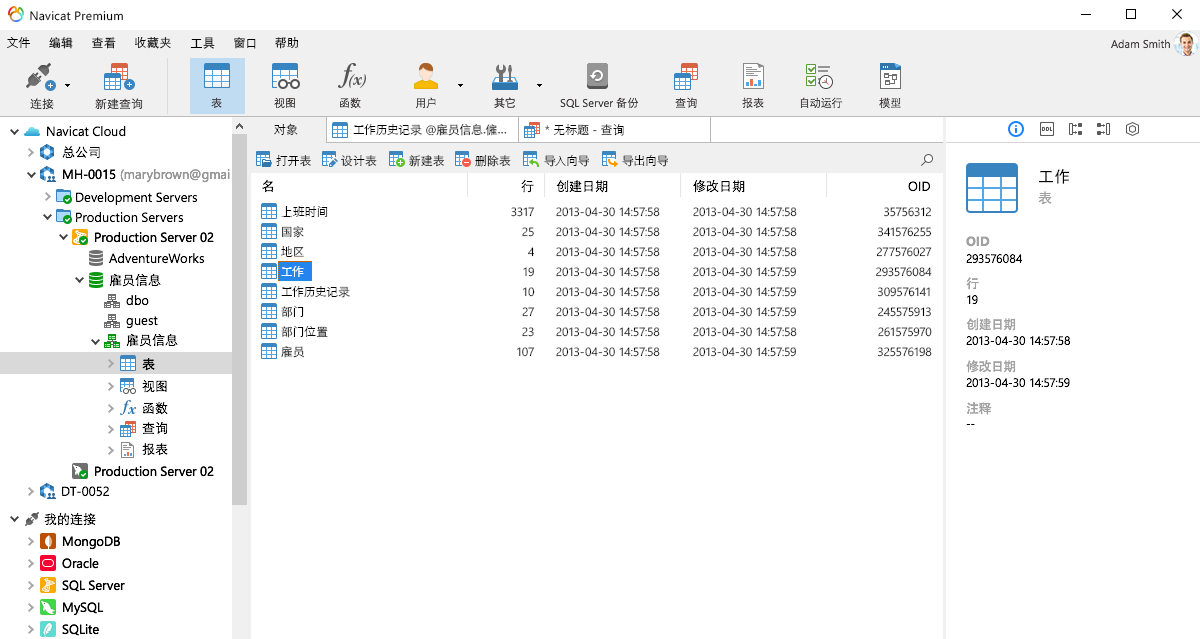 Navicat Premium
文件 编辑 查看 收藏夹 工具 窗口 帮助
Adam Smith
连接 新建查询 表 视图 函数 用户 其它 SQL Server 备份 查询 报表 自动运行 模型
对象 工作历史记录 @雇员信息.僱... * 无标题 - 查询
打开表 设计表 新建表 删除表 导入向导 导出向导
名 行 创建日期 修改日期 OID
上班时间 3317 2013-04-30 14:57:58 2013-04-30 14:57:58 35756312
国家 25 2013-04-30 14:57:58 2013-04-30 14:57:58 341576255
地区 4 2013-04-30 14:57:58 2013-04-30 14:57:58 277576027
工作 19 2013-04-30 14:57:58 2013-04-30 14:57:59 293576084
工作历史记录 10 2013-04-30 14:57:58 2013-04-30 14:57:59 309576141
部门 27 2013-04-30 14:57:58 2013-04-30 14:57:59 245575913
部门位置 23 2013-04-30 14:57:58 2013-04-30 14:57:59 261575970
雇员 107 2013-04-30 14:57:58 2013-04-30 14:57:59 325576198
Navicat Cloud
总公司
MH-0015 (marybrown@gmai
Development Servers
Production Servers
Production Server 02
AdventureWorks
雇员信息
dbo
guest
雇员信息
表
视图
函数
查询
报表
Production Server 02
DT-0052
我的连接
MongoDB
Oracle
SQL Server
MySQL
SQLite
DDL
工作
表
OID
293576084
行
19
创建日期
2013-04-30 14:57:58
修改日期
2013-04-30 14:57:59
注释
--